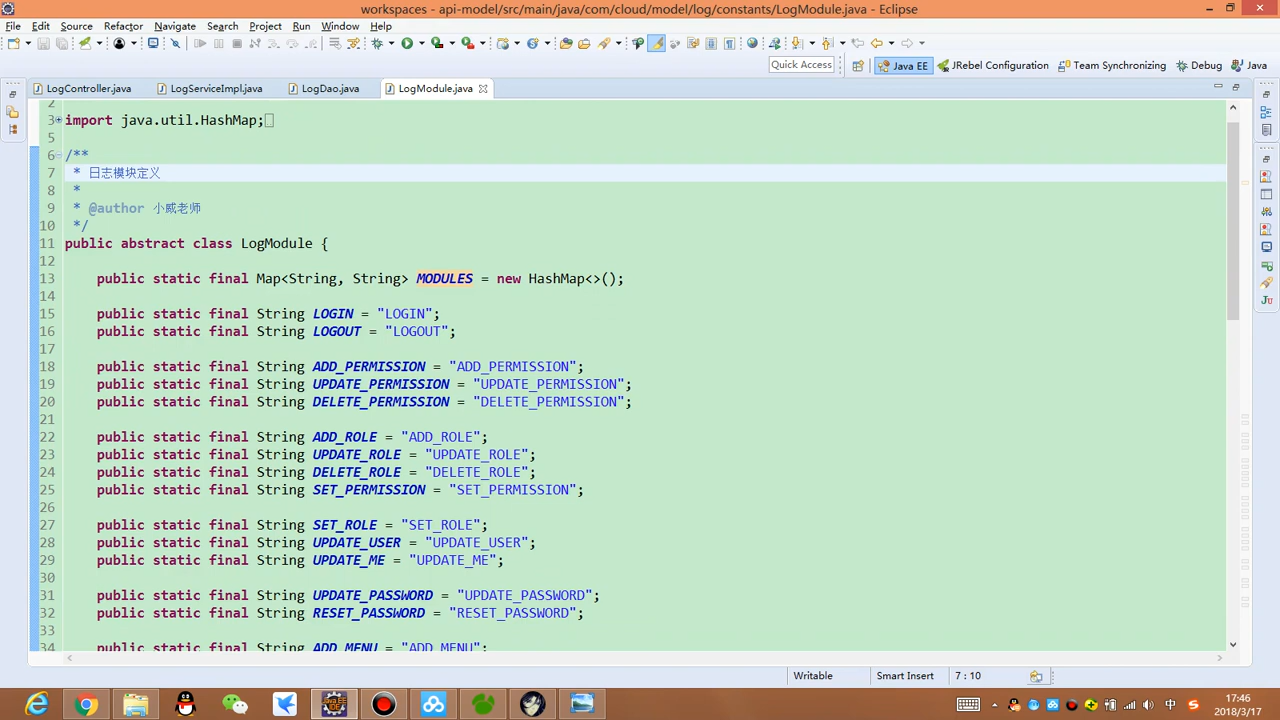 workspaces - api-model/src/main/java/com/cloud/model/log/constants/LogModule.java - Eclipse
File Edit Source Refactor Navigate Search Project Run Window Help
Quick Access Java EE JRebel Configuration Team Synchronizing Debug Java
LogController.java LogServiceImpl.java LogDao.java LogModule.java
2
3 import java.util.HashMap;
5
6 /**
7 * 日志模块定义
8 *
9 * @author 小威老师
10 */
11 public abstract class LogModule {
12
13 public static final Map<String, String> MODULES = new HashMap<>();
14
15 public static final String LOGIN = "LOGIN";
16 public static final String LOGOUT = "LOGOUT";
17
18 public static final String ADD_PERMISSION = "ADD_PERMISSION";
19 public static final String UPDATE_PERMISSION = "UPDATE_PERMISSION";
20 public static final String DELETE_PERMISSION = "DELETE_PERMISSION";
21
22 public static final String ADD_ROLE = "ADD_ROLE";
23 public static final String UPDATE_ROLE = "UPDATE_ROLE";
24 public static final String DELETE_ROLE = "DELETE_ROLE";
25 public static final String SET_PERMISSION = "SET_PERMISSION";
26
27 public static final String SET_ROLE = "SET_ROLE";
28 public static final String UPDATE_USER = "UPDATE_USER";
29 public static final String UPDATE_ME = "UPDATE_ME";
30
31 public static final String UPDATE_PASSWORD = "UPDATE_PASSWORD";
32 public static final String RESET_PASSWORD = "RESET_PASSWORD";
33
34 public static final String ADD_MENU = "ADD_MENU";
Writable Smart Insert 7 : 10
中 17:46
2018/3/17